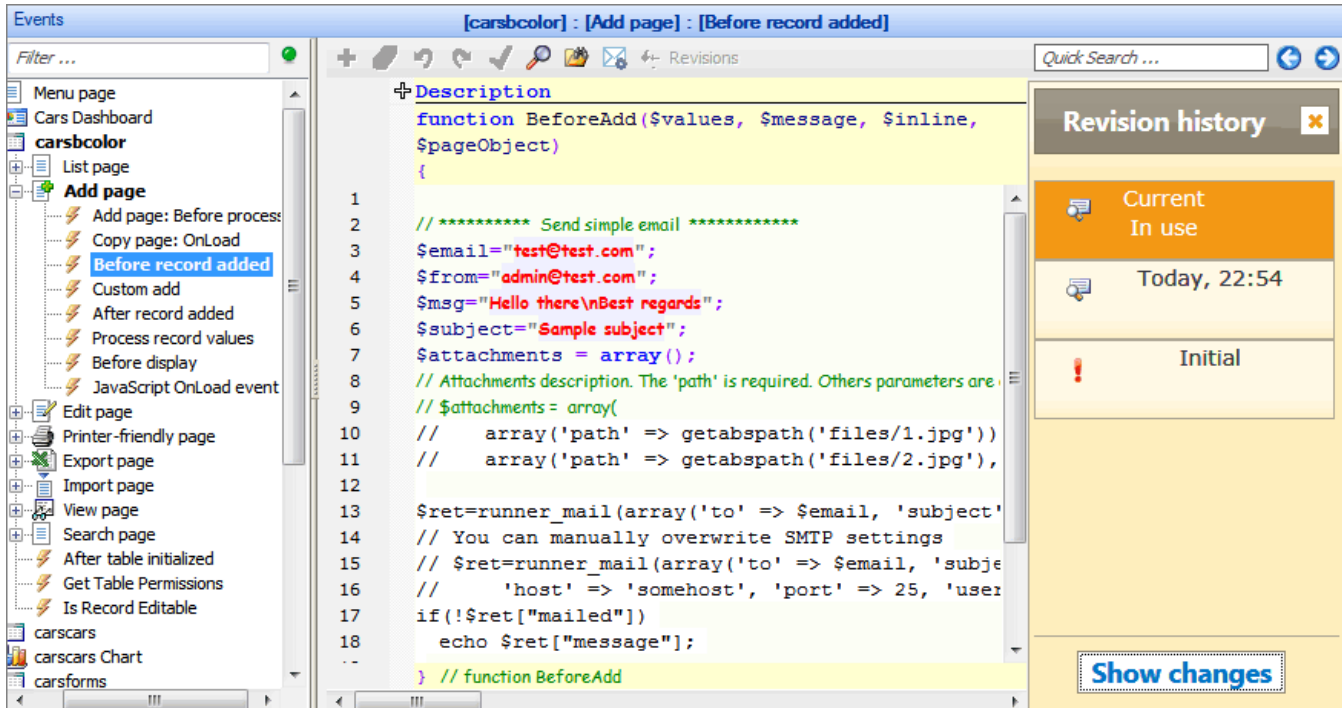 Events
[carsbcolor] : [Add page] : [Before record added]
Filter ...
Revisions
Quick Search ...
Menu page
Cars Dashboard
carsbcolor
List page
Add page
Add page: Before process
Copy page: OnLoad
Before record added
Custom add
After record added
Process record values
Before display
JavaScript OnLoad event
Edit page
Printer-friendly page
Export page
Import page
View page
Search page
After table initialized
Get Table Permissions
Is Record Editable
carscars
carscars Chart
carsforms
Description
function BeforeAdd($values, $message, $inline,
$pageObject)
{
1
2 // ********** Send simple email ************
3 $email="test@test.com";
4 $from="admin@test.com";
5 $msg="Hello there\nBest regards";
6 $subject="Sample subject";
7 $attachments = array();
8 // Attachments description. The 'path' is required. Others parameters are
9 // $attachments = array(
10 //    array('path' => getabspath('files/1.jpg'))
11 //    array('path' => getabspath('files/2.jpg'),
12
13 $ret=runner_mail(array('to' => $email, 'subject'
14 // You can manually overwrite SMTP settings
15 // $ret=runner_mail(array('to' => $email, 'subje
16 //     'host' => 'somehost', 'port' => 25, 'user
17 if(!$ret["mailed"])
18   echo $ret["message"];
} // function BeforeAdd
Revision history
Current
In use
Today, 22:54
Initial
Show changes